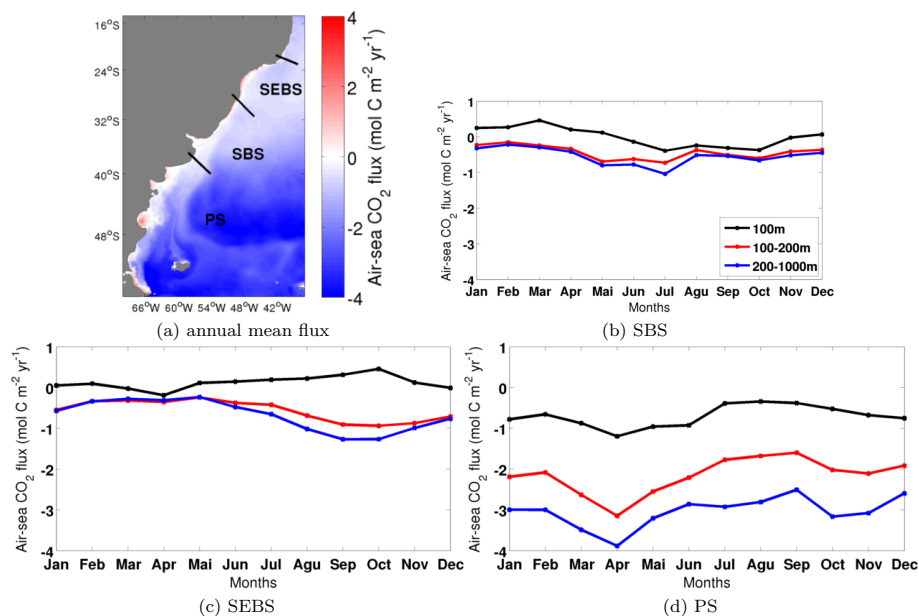 16°S
24°S
32°S
40°S
48°S
66°W 60°W 54°W 48°W 42°W
SEBS
SBS
PS
4
2
0
-2
-4
Air-sea CO2 flux (mol C m-2 yr-1)
(a) annual mean flux
1
0
-1
-2
-3
-4
Air-sea CO2 flux (mol C m-2 yr-1)
100m
100-200m
200-1000m
Jan Feb Mar Apr Mai Jun Jul Agu Sep Oct Nov Dec
Months
(b) SBS
1
0
-1
-2
-3
-4
Air-sea CO2 flux (mol C m-2 yr-1)
Jan Feb Mar Apr Mai Jun Jul Agu Sep Oct Nov Dec
Months
(c) SEBS
1
0
-1
-2
-3
-4
Air-sea CO2 flux (mol C m-2 yr-1)
Jan Feb Mar Apr Mai Jun Jul Agu Sep Oct Nov Dec
Months
(d) PS